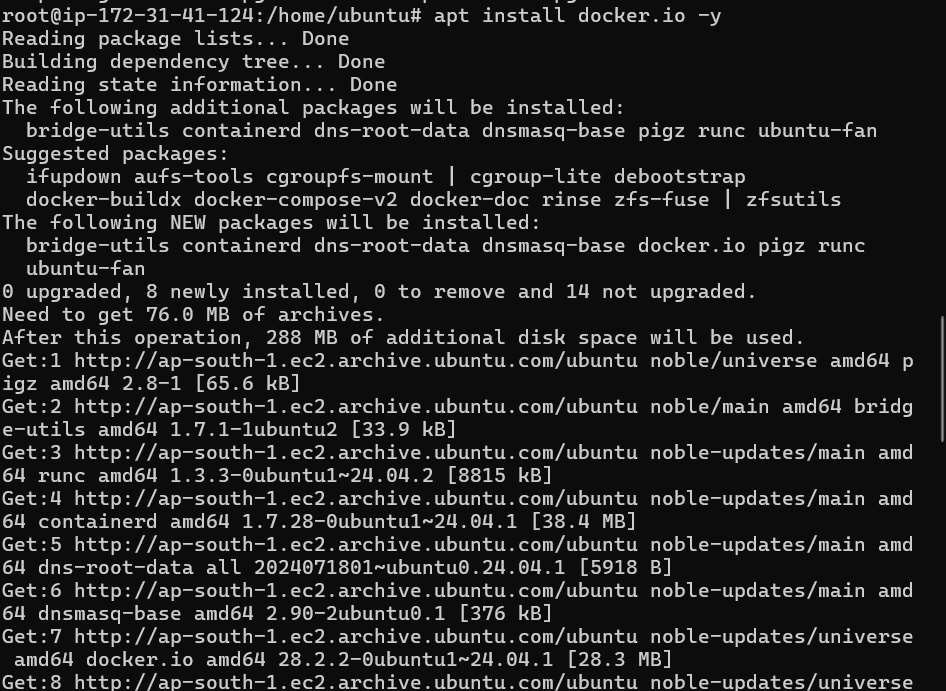 root@ip-172-31-41-124:/home/ubuntu# apt install docker.io -y
Reading package lists... Done
Building dependency tree... Done
Reading state information... Done
The following additional packages will be installed:
  bridge-utils containerd dns-root-data dnsmasq-base pigz runc ubuntu-fan
Suggested packages:
  ifupdown aufs-tools cgroupfs-mount | cgroup-lite debootstrap
  docker-buildx docker-compose-v2 docker-doc rinse zfs-fuse | zfsutils
The following NEW packages will be installed:
  bridge-utils containerd dns-root-data dnsmasq-base docker.io pigz runc
  ubuntu-fan
0 upgraded, 8 newly installed, 0 to remove and 14 not upgraded.
Need to get 76.0 MB of archives.
After this operation, 288 MB of additional disk space will be used.
Get:1 http://ap-south-1.ec2.archive.ubuntu.com/ubuntu noble/universe amd64 p
igz amd64 2.8-1 [65.6 kB]
Get:2 http://ap-south-1.ec2.archive.ubuntu.com/ubuntu noble/main amd64 bridg
e-utils amd64 1.7.1-1ubuntu2 [33.9 kB]
Get:3 http://ap-south-1.ec2.archive.ubuntu.com/ubuntu noble-updates/main amd
64 runc amd64 1.3.3-0ubuntu1~24.04.2 [8815 kB]
Get:4 http://ap-south-1.ec2.archive.ubuntu.com/ubuntu noble-updates/main amd
64 containerd amd64 1.7.28-0ubuntu1~24.04.1 [38.4 MB]
Get:5 http://ap-south-1.ec2.archive.ubuntu.com/ubuntu noble-updates/main amd
64 dns-root-data all 2024071801~ubuntu0.24.04.1 [5918 B]
Get:6 http://ap-south-1.ec2.archive.ubuntu.com/ubuntu noble-updates/main amd
64 dnsmasq-base amd64 2.90-2ubuntu0.1 [376 kB]
Get:7 http://ap-south-1.ec2.archive.ubuntu.com/ubuntu noble-updates/universe
 amd64 docker.io amd64 28.2.2-0ubuntu1~24.04.1 [28.3 MB]
Get:8 http://ap-south-1.ec2.archive.ubuntu.com/ubuntu noble-updates/universe